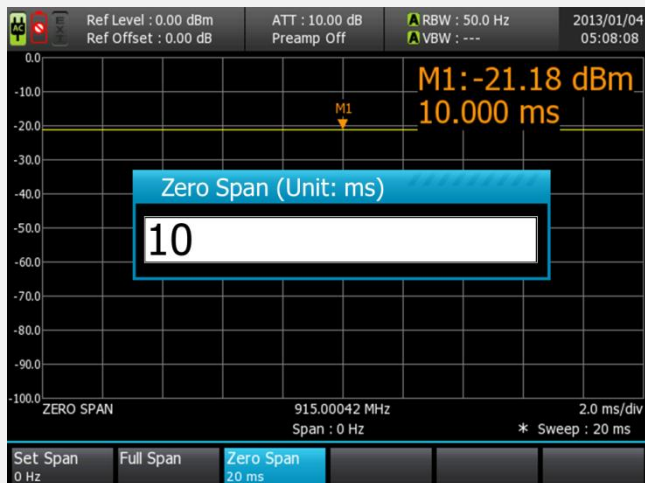 AC EXT Ref Level : 0.00 dBm ATT : 10.00 dB A RBW : 50.0 Hz 2013/01/04
Ref Offset : 0.00 dB Preamp Off A VBW : --- 05:08:08
0.0
M1:-21.18 dBm
-10.0
M1
10.000 ms
-20.0
-30.0
Zero Span (Unit: ms)
-40.0
10
-50.0
-60.0
-70.0
-80.0
-90.0
-100.0
ZERO SPAN 915.00042 MHz 2.0 ms/div
Span : 0 Hz * Sweep : 20 ms
Set Span Full Span Zero Span
0 Hz 20 ms